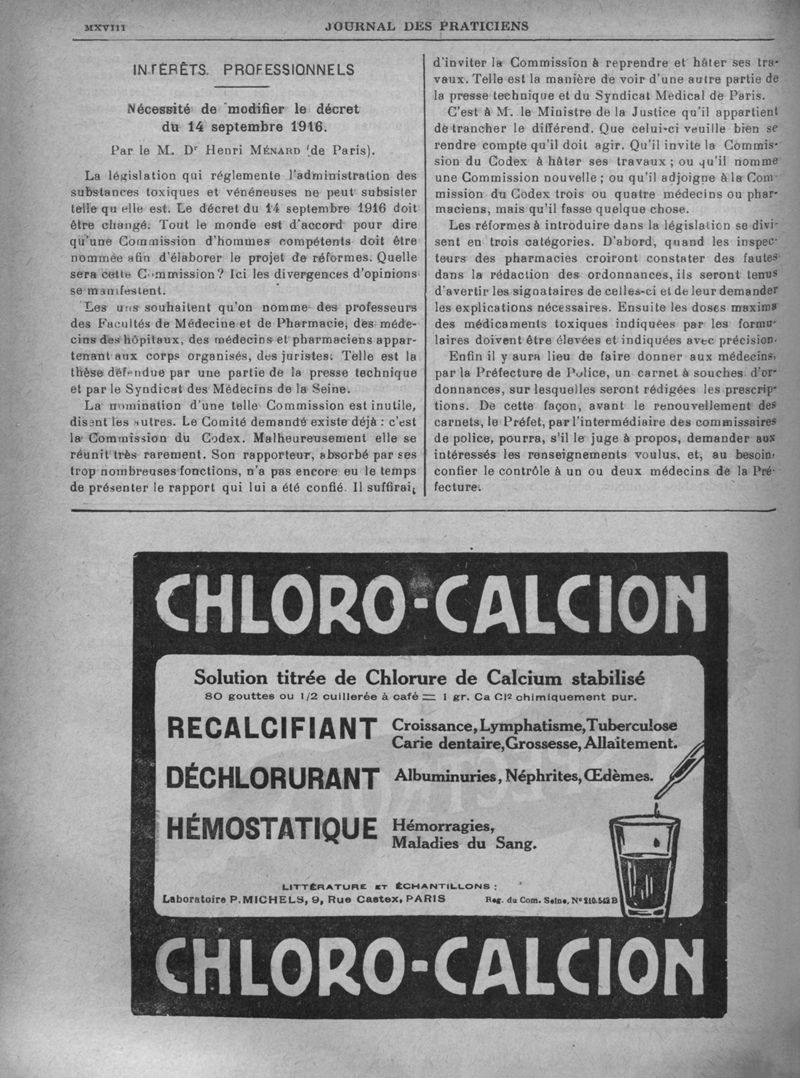 MXVIII
JOURNAL DES PRATICIENS
INTÉRÊTS PROFESSIONNELS
Nécessité de modifier le décret
du 14 septembre 1916.
Par le M. Dr Henri MÉNARD (de Paris).
La législation qui réglemente l'administration des
substances toxiques et vénéneuses ne peut subsister
telle qu'elle est. Le décret du 14 septembre 1916 doit
être changé. Tout le monde est d'accord pour dire
qu'une Commission d'hommes compétents doit être
nommée afin d'élaborer le projet de réformes. Quelle
sera cette Commission? Ici les divergences d'opinions
se manifestent.
Les uns souhaitent qu'on nomme des professeurs
des Facultés de Médecine et de Pharmacie, des méde-
cins des hôpitaux, des médecins et pharmaciens appar-
tenant aux corps organisés, des juristes. Telle est la
thèse défendue par une partie de la presse technique
et par le Syndicat des Médecins de la Seine.
La nomination d'une telle Commission est inutile,
disent les autres. Le Comité demandé existe déjà : c'est
la Commission du Codex. Malheureusement elle se
réunit très rarement. Son rapporteur, absorbé par ses
trop nombreuses fonctions, n'a pas encore eu le temps
de présenter le rapport qui lui a été confié. Il suffirait
d'inviter la Commission à reprendre et hâter ses tra-
vaux. Telle est la manière de voir d'une autre partie de
la presse technique et du Syndicat Médical de Paris.
C'est à M. le Ministre de la Justice qu'il appartient
de trancher le différend. Que celui-ci veuille bien se
rendre compte qu'il doit agir. Qu'il invite la Commis-
sion du Codex à hâter ses travaux ; ou qu'il nomme
une Commission nouvelle ; ou qu'il adjoigne à la Com-
mission du Codex trois ou quatre médecins ou phar-
maciens, mais qu'il fasse quelque chose.
Les réformes à introduire dans la législation se divi-
sent en trois catégories. D'abord, quand les inspec-
teurs des pharmacies croiront constater des fautes
dans la rédaction des ordonnances, ils seront tenus
d'avertir les signataires de celles-ci et de leur demander
les explications nécessaires. Ensuite les doses maxima
des médicaments toxiques indiquées par les formu-
laires doivent être élevées et indiquées avec précision.
Enfin il y aura lieu de faire donner aux médecins,
par la Préfecture de Police, un carnet à souches d'or-
donnances, sur lesquelles seront rédigées les prescrip-
tions. De cette façon, avant le renouvellement des
carnets, le Préfet, par l'intermédiaire des commissaires
de police, pourra, s'il le juge à propos, demander aux
intéressés les renseignements voulus, et, au besoin,
confier le contrôle à un ou deux médecins de la Pré-
fecture.
CHLORO-CALCION
Solution titrée de Chlorure de Calcium stabilisé
80 gouttes ou 1/2 cuillerée à café = 1 gr. Ca Cl² chimiquement pur.
RECALCIFIANT Croissance, Lymphatisme, Tuberculose
Carie dentaire, Grossesse, Allaitement.
DÉCHLORURANT Albuminuries, Néphrites, Œdèmes.
HÉMOSTATIQUE Hémorragies,
Maladies du Sang.
LITTÉRATURE ET ÉCHANTILLONS :
Laboratoire P. MICHELS, 9, Rue Castex, PARIS Reg. du Com. Seine, N° 210.542 B
CHLORO-CALCION